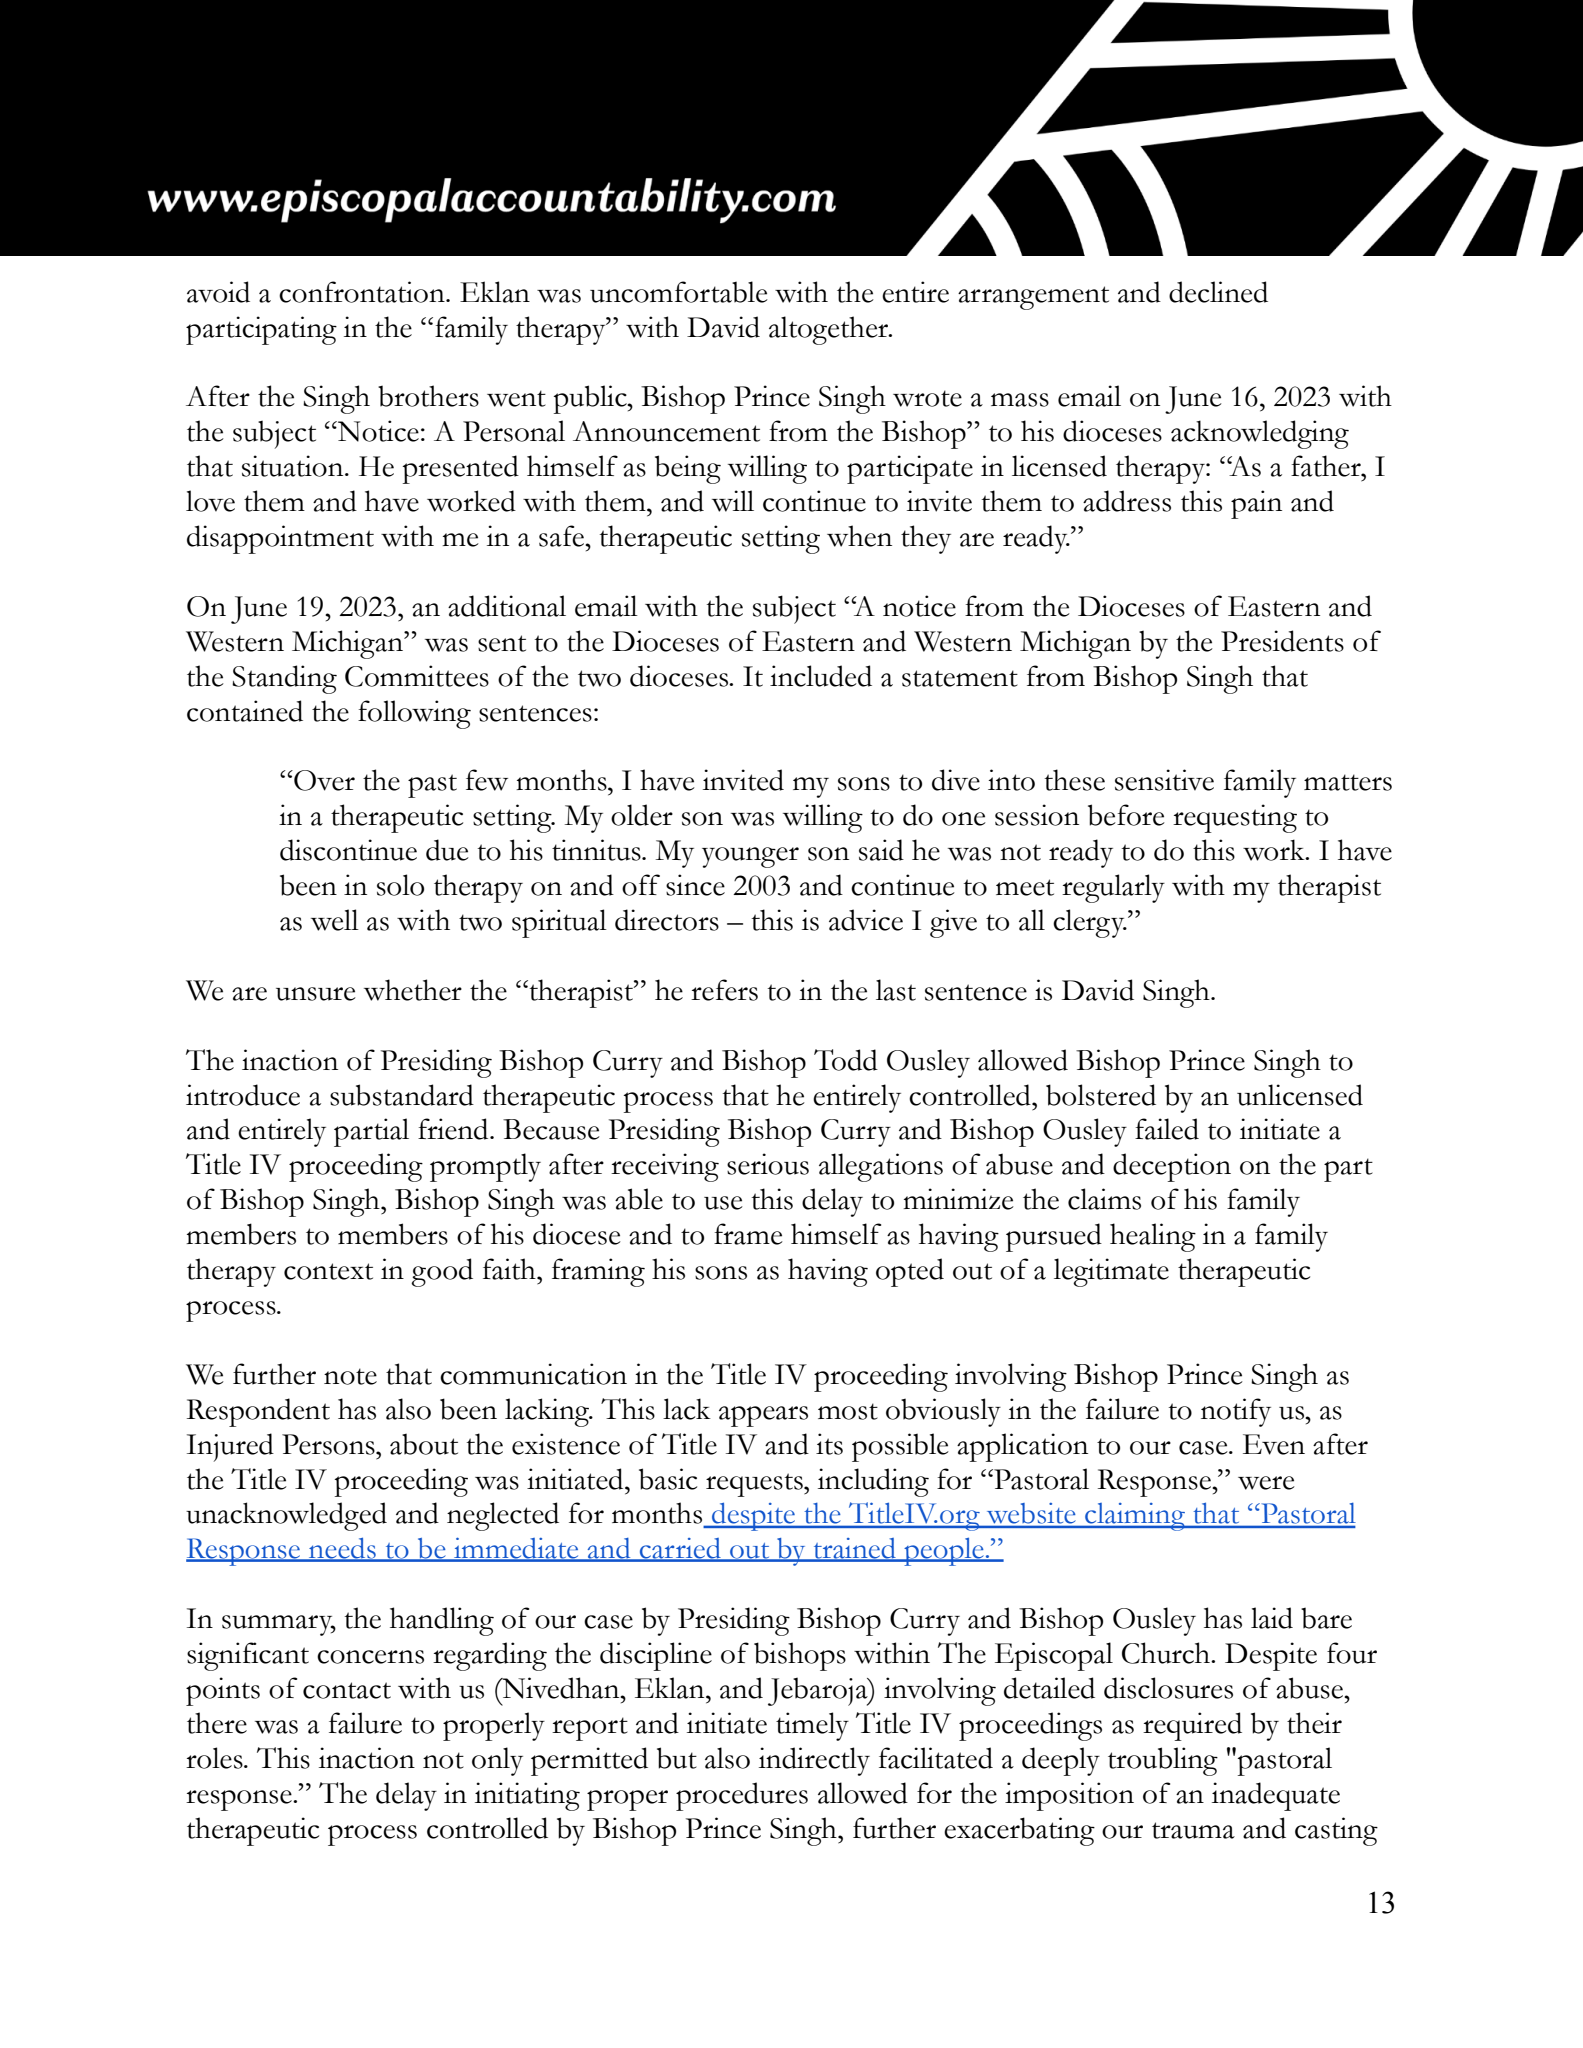 www.episcopalaccountability.com
avoid a confrontation. Eklan was uncomfortable with the entire arrangement and declined
participating in the “family therapy” with David altogether.
After the Singh brothers went public, Bishop Prince Singh wrote a mass email on June 16, 2023 with
the subject “Notice: A Personal Announcement from the Bishop” to his dioceses acknowledging
that situation. He presented himself as being willing to participate in licensed therapy: “As a father, I
love them and have worked with them, and will continue to invite them to address this pain and
disappointment with me in a safe, therapeutic setting when they are ready.”
On June 19, 2023, an additional email with the subject “A notice from the Dioceses of Eastern and
Western Michigan” was sent to the Dioceses of Eastern and Western Michigan by the Presidents of
the Standing Committees of the two dioceses. It included a statement from Bishop Singh that
contained the following sentences:
“Over the past few months, I have invited my sons to dive into these sensitive family matters
in a therapeutic setting. My older son was willing to do one session before requesting to
discontinue due to his tinnitus. My younger son said he was not ready to do this work. I have
been in solo therapy on and off since 2003 and continue to meet regularly with my therapist
as well as with two spiritual directors – this is advice I give to all clergy.”
We are unsure whether the “therapist” he refers to in the last sentence is David Singh.
The inaction of Presiding Bishop Curry and Bishop Todd Ousley allowed Bishop Prince Singh to
introduce a substandard therapeutic process that he entirely controlled, bolstered by an unlicensed
and entirely partial friend. Because Presiding Bishop Curry and Bishop Ousley failed to initiate a
Title IV proceeding promptly after receiving serious allegations of abuse and deception on the part
of Bishop Singh, Bishop Singh was able to use this delay to minimize the claims of his family
members to members of his diocese and to frame himself as having pursued healing in a family
therapy context in good faith, framing his sons as having opted out of a legitimate therapeutic
process.
We further note that communication in the Title IV proceeding involving Bishop Prince Singh as
Respondent has also been lacking. This lack appears most obviously in the failure to notify us, as
Injured Persons, about the existence of Title IV and its possible application to our case. Even after
the Title IV proceeding was initiated, basic requests, including for “Pastoral Response,” were
unacknowledged and neglected for months despite the TitleIV.org website claiming that “Pastoral
Response needs to be immediate and carried out by trained people.”
In summary, the handling of our case by Presiding Bishop Curry and Bishop Ousley has laid bare
significant concerns regarding the discipline of bishops within The Episcopal Church. Despite four
points of contact with us (Nivedhan, Eklan, and Jebaroja) involving detailed disclosures of abuse,
there was a failure to properly report and initiate timely Title IV proceedings as required by their
roles. This inaction not only permitted but also indirectly facilitated a deeply troubling "pastoral
response.” The delay in initiating proper procedures allowed for the imposition of an inadequate
therapeutic process controlled by Bishop Prince Singh, further exacerbating our trauma and casting
13